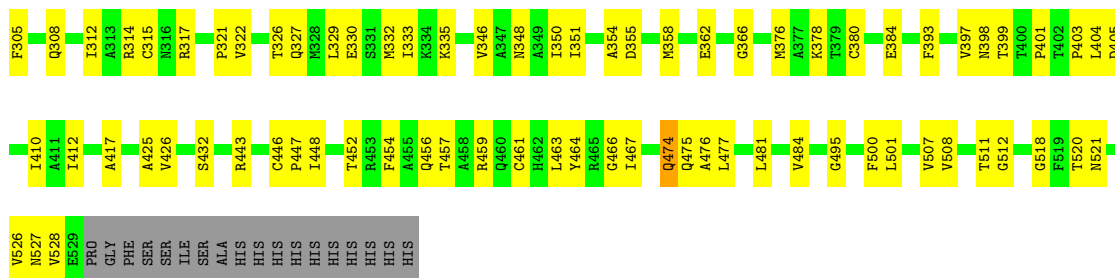 F305 Q308 I312 A313 R314 C315 N316 R317 P321 V322 T326 Q327 M328 L329 E330 S331 M332 I333 K334 K335 V346 A347 N348 A349 I350 I351 A354 D355 M358 E362 G366 M376 A377 K378 T379 C380 E384 F393 V397 N398 T399 T400 P401 T402 P403 L404
I410 A411 I412 A417 A425 V426 S432 R443 C446 P447 I448 T452 R453 F454 A455 Q456 T457 A458 R459 Q460 C461 H462 L463 Y464 R465 G466 I467 Q474 Q475 A476 L477 L481 V484 G495 F500 L501 V507 V508 T511 G512 G518 F519 T520 N521
V526 N527 V528 E529 PRO GLY PHE SER SER ILE SER ALA HIS HIS HIS HIS HIS HIS HIS HIS HIS HIS